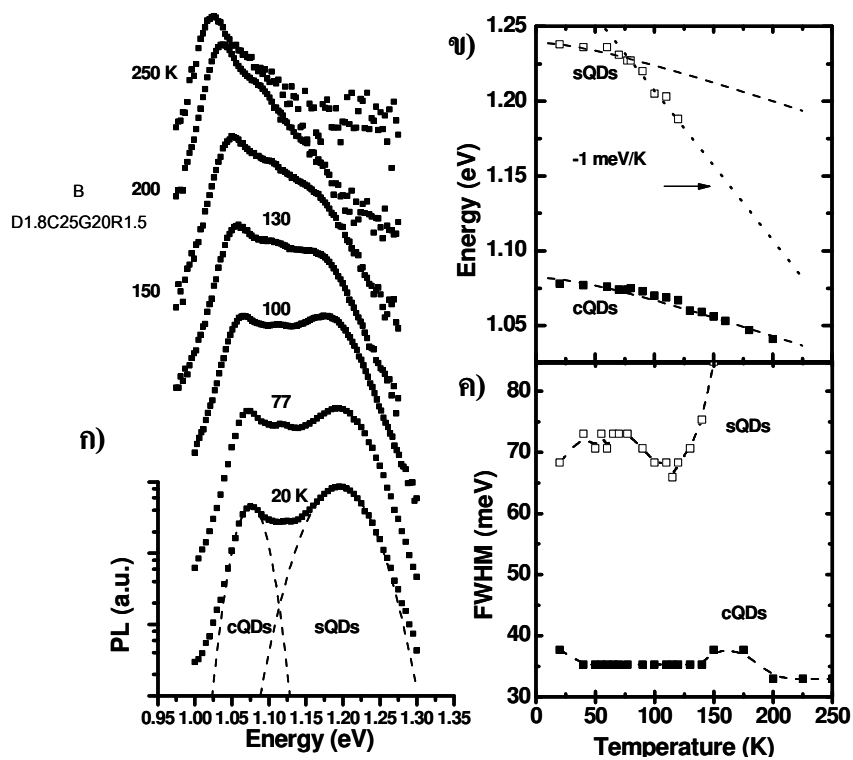 ก)
250 K
200
B
D1.8C25G20R1.5
150
130
100
77
20 K
cQDs
sQDs
PL (a.u.)
0.95 1.00 1.05 1.10 1.15 1.20 1.25 1.30 1.35
Energy (eV)
ข)
1.25
1.20
1.15
1.10
1.05
Energy (eV)
sQDs
-1 meV/K
cQDs
ค)
80
70
60
50
40
30
FWHM (meV)
sQDs
cQDs
0 50 100 150 200 250
Temperature (K)